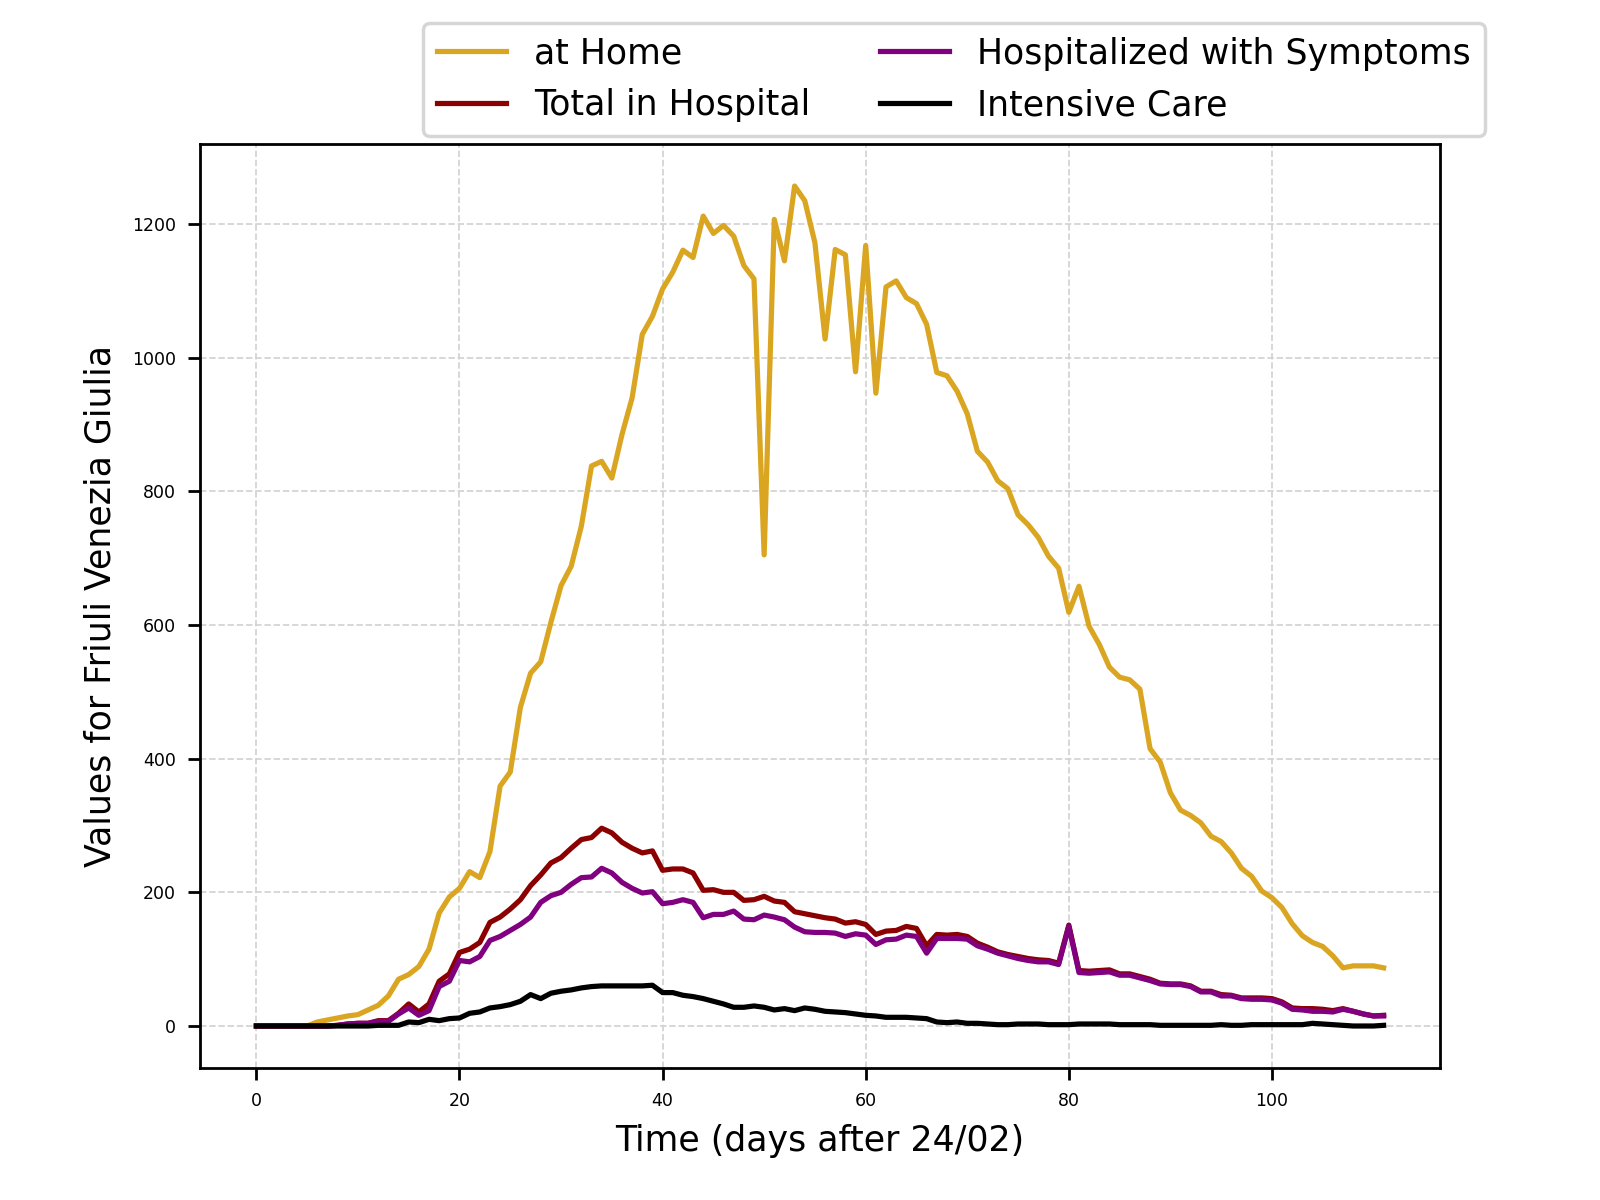 at Home
Total in Hospital
Hospitalized with Symptoms
Intensive Care
Values for Friuli Venezia Giulia
1200
1000
800
600
400
200
0
0 20 40 60 80 100
Time (days after 24/02)